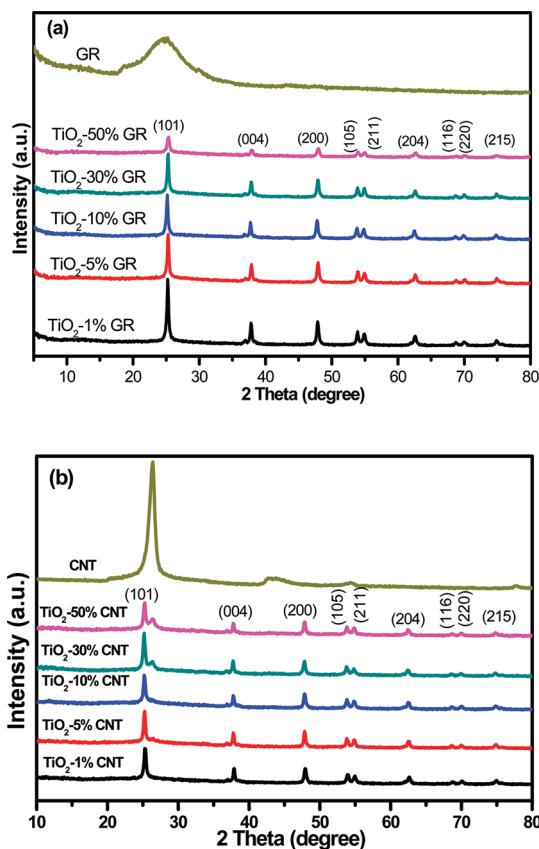 (a)
GR
(101)
(004)
(200)
(105)
(211)
(204)
(116)
(220)
(215)
TiO2-50% GR
TiO2-30% GR
TiO2-10% GR
TiO2-5% GR
TiO2-1% GR
Intensity (a.u.)
10 20 30 40 50 60 70 80
2 Theta (degree)
(b)
CNT
(101)
(004)
(200)
(105)
(211)
(204)
(116)
(220)
(215)
TiO2-50% CNT
TiO2-30% CNT
TiO2-10% CNT
TiO2-5% CNT
TiO2-1% CNT
Intensity (a.u.)
10 20 30 40 50 60 70 80
2 Theta (degree)